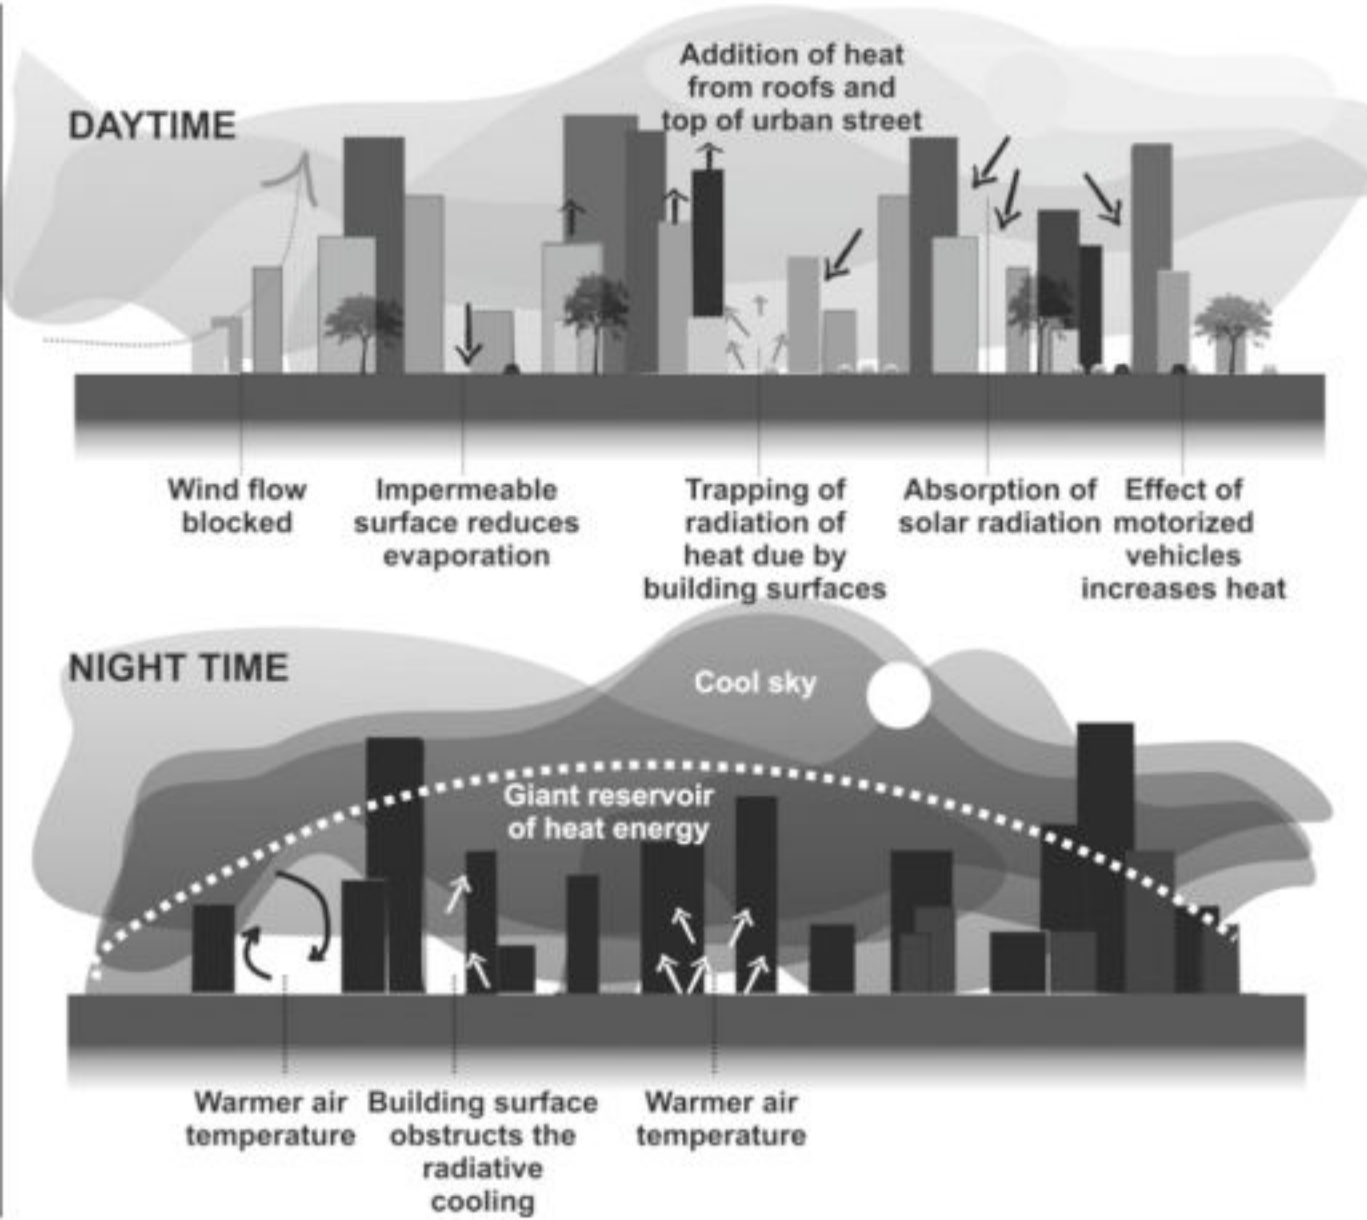 Addition of heat
from roofs and
top of urban street
DAYTIME
Wind flow
blocked
Impermeable
surface reduces
evaporation
Trapping of
radiation of
heat due by
building surfaces
Absorption of
solar radiation
Effect of
motorized
vehicles
increases heat
NIGHT TIME
Cool sky
Giant reservoir
of heat energy
Warmer air
temperature
Building surface
obstructs the
radiative
cooling
Warmer air
temperature